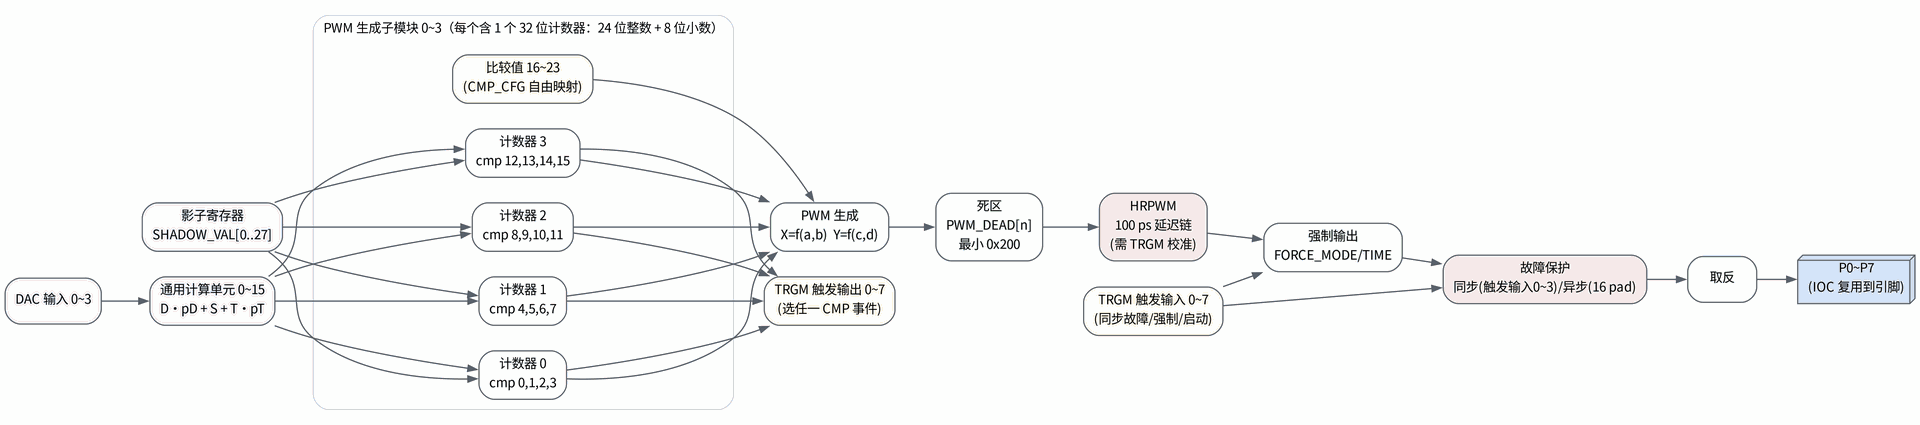 PWM 生成子模块 0~3（每个含 1 个 32 位计数器：24 位整数 + 8 位小数）
比较值 16~23
(CMP_CFG 自由映射)
计数器 3
cmp 12,13,14,15
影子寄存器
SHADOW_VAL[0..27]
计数器 2
cmp 8,9,10,11
PWM 生成
X=f(a,b)  Y=f(c,d)
死区
PWM_DEAD[n]
最小 0x200
HRPWM
100 ps 延迟链
(需 TRGM 校准)
强制输出
FORCE_MODE/TIME
DAC 输入 0~3
通用计算单元 0~15
D・pD + S + T・pT
计数器 1
cmp 4,5,6,7
TRGM 触发输出 0~7
(选任一 CMP 事件)
TRGM 触发输入 0~7
(同步故障/强制/启动)
故障保护
同步(触发输入0~3)/异步(16 pad)
取反
P0~P7
(IOC 复用到引脚)
计数器 0
cmp 0,1,2,3